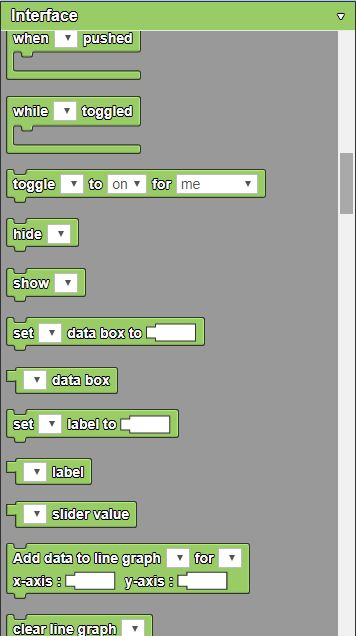 Interface
when pushed
while toggled
toggle to on for me
hide
show
set data box to
data box
set label to
label
slider value
Add data to line graph for
x-axis : y-axis :
clear line graph